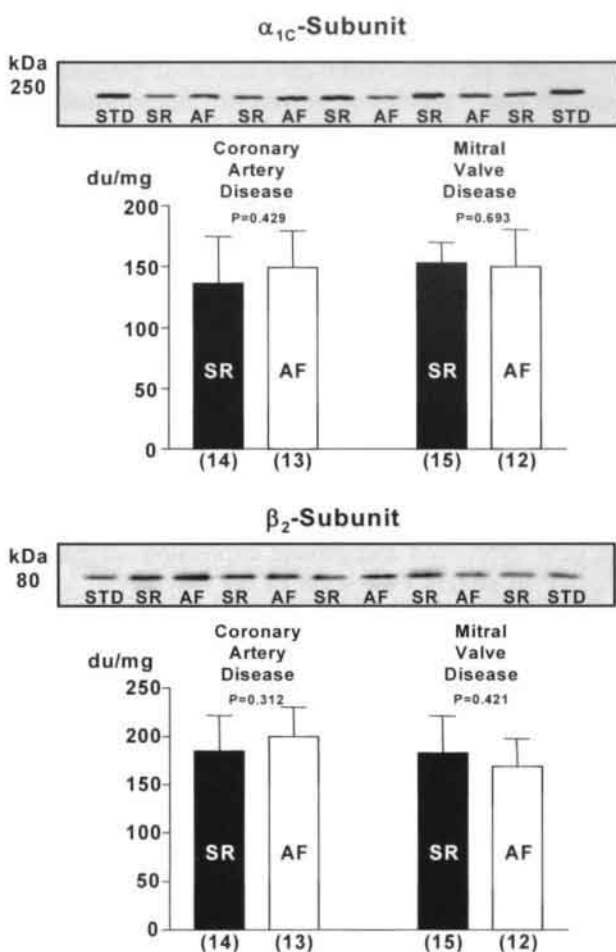 α1C-Subunit
kDa
250
STD SR AF SR AF SR AF SR AF SR STD
Coronary Artery Disease
P=0.429
Mitral Valve Disease
P=0.693
du/mg
200
150
100
50
0
SR AF SR AF
(14) (13) (15) (12)
β2-Subunit
kDa
80
STD SR AF SR AF SR AF SR AF SR STD
Coronary Artery Disease
P=0.312
Mitral Valve Disease
P=0.421
du/mg
250
200
150
100
50
0
SR AF SR AF
(14) (13) (15) (12)